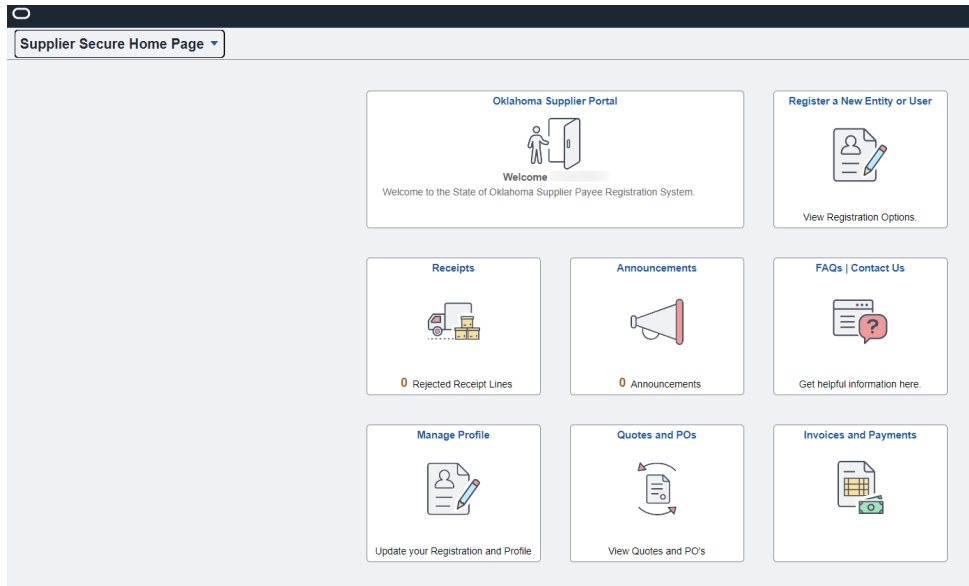 Supplier Secure Home Page
Oklahoma Supplier Portal
Welcome
Welcome to the State of Oklahoma Supplier Payee Registration System.
Register a New Entity or User
View Registration Options.
Receipts
0 Rejected Receipt Lines
Announcements
0 Announcements
FAQs | Contact Us
?
Get helpful information here.
Manage Profile
Update your Registration and Profile
Quotes and POs
View Quotes and PO's
Invoices and Payments